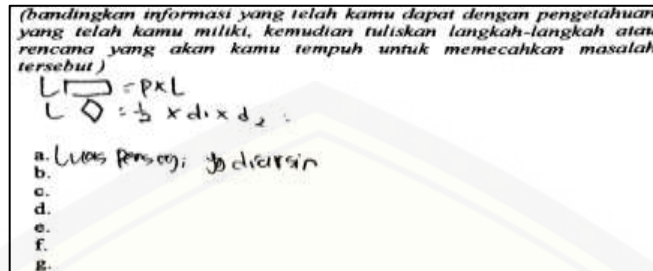 (bandingkan informasi yang telah kamu dapat dengan pengetahuan
yang telah kamu miliki, kemudian tuliskan langkah-langkah atau
rencana yang akan kamu tempuh untuk memecahkan masalah
tersebut )
L ▭ = P x L
L ◇ = ½ x d₁ x d₂
a. Luas Persegi yg diarsir
b.
c.
d.
e.
f.
g.